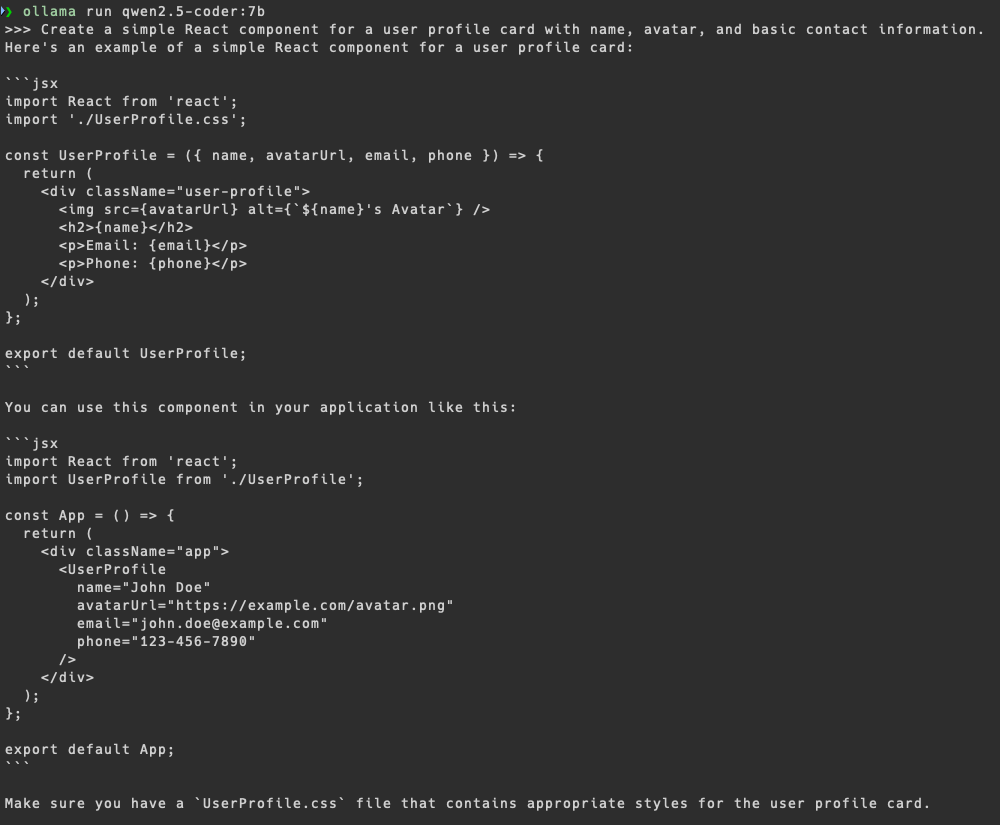 ❯ ollama run qwen2.5-coder:7b
>>> Create a simple React component for a user profile card with name, avatar, and basic contact information.
Here's an example of a simple React component for a user profile card:

```jsx
import React from 'react';
import './UserProfile.css';

const UserProfile = ({ name, avatarUrl, email, phone }) => {
  return (
    <div className="user-profile">
      <img src={avatarUrl} alt={`${name}'s Avatar`} />
      <h2>{name}</h2>
      <p>Email: {email}</p>
      <p>Phone: {phone}</p>
    </div>
  );
};

export default UserProfile;
```

You can use this component in your application like this:

```jsx
import React from 'react';
import UserProfile from './UserProfile';

const App = () => {
  return (
    <div className="app">
      <UserProfile
        name="John Doe"
        avatarUrl="https://example.com/avatar.png"
        email="john.doe@example.com"
        phone="123-456-7890"
      />
    </div>
  );
};

export default App;
```

Make sure you have a `UserProfile.css` file that contains appropriate styles for the user profile card.